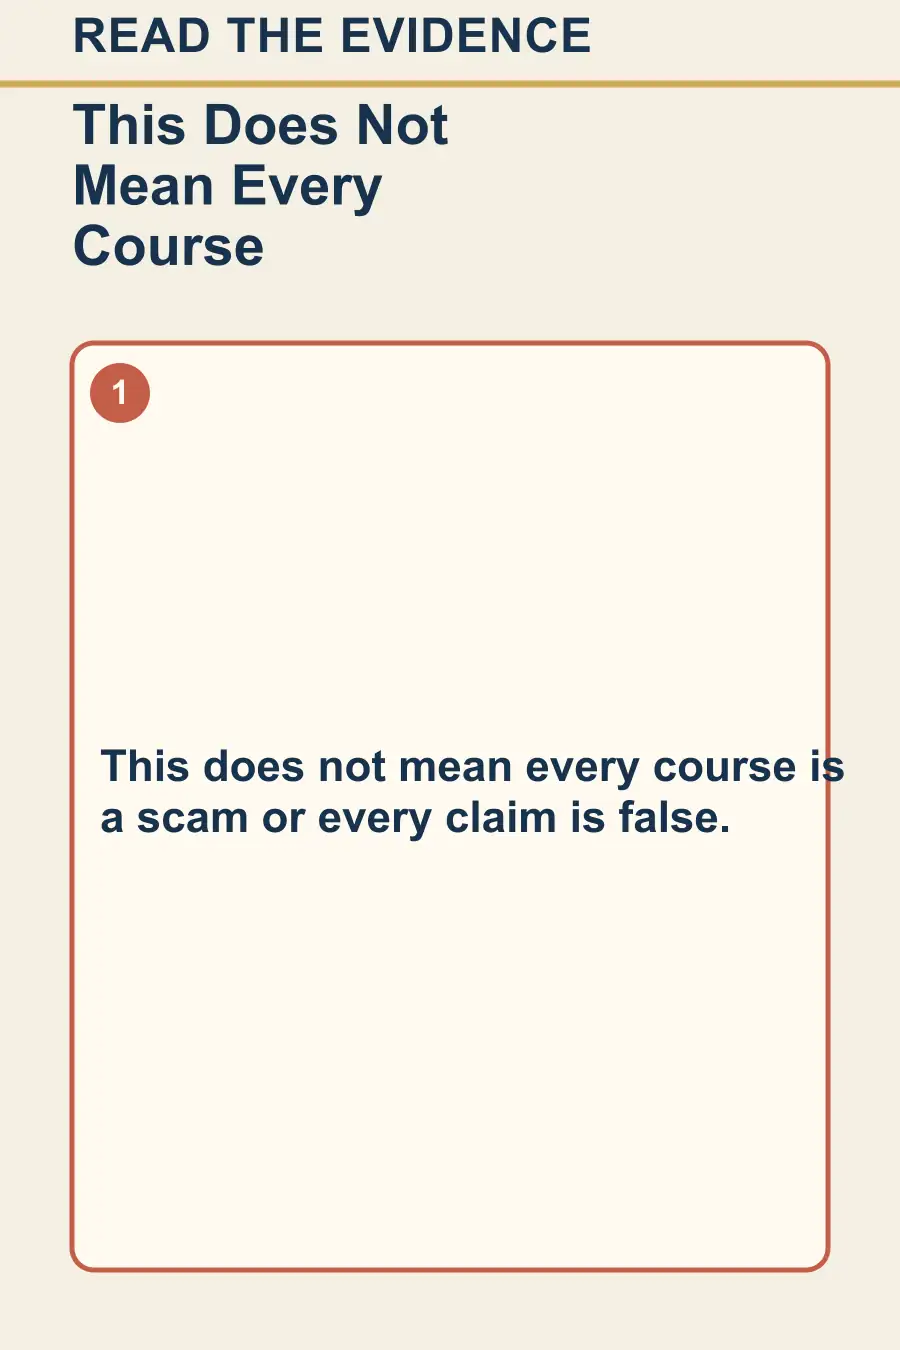 READ THE EVIDENCE
This Does Not
Mean Every
Course
1
This does not mean every course is
a scam or every claim is false.